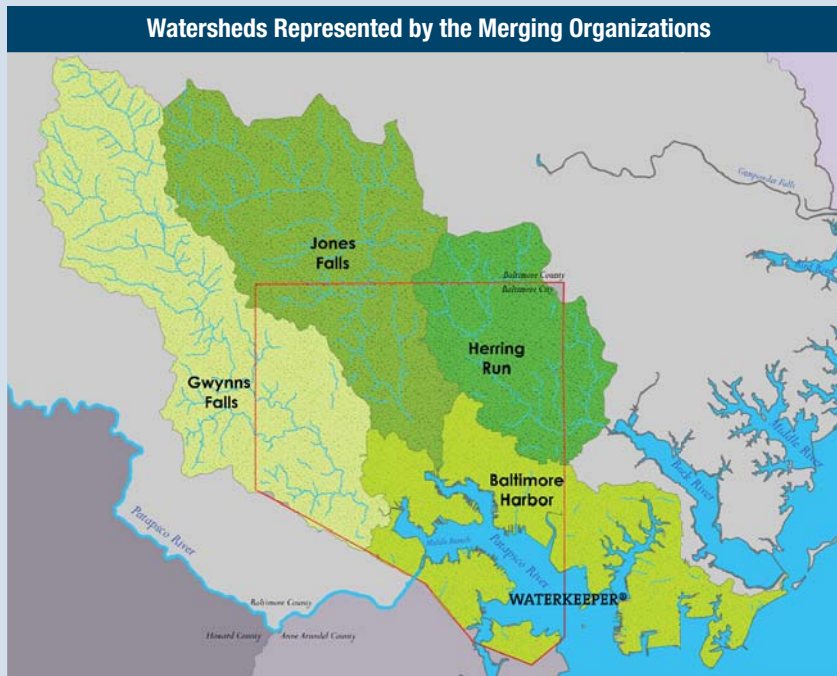 Watersheds Represented by the Merging Organizations
Gunpowder Falls
Jones
Falls
Baltimore County
Baltimore City
Herring
Run
Gwynns
Falls
Middle River
Back River
Baltimore
Harbor
Patapsco River
Middle Branch
Patapsco River
WATERKEEPER®
Baltimore County
Howard County
Anne Arundel County